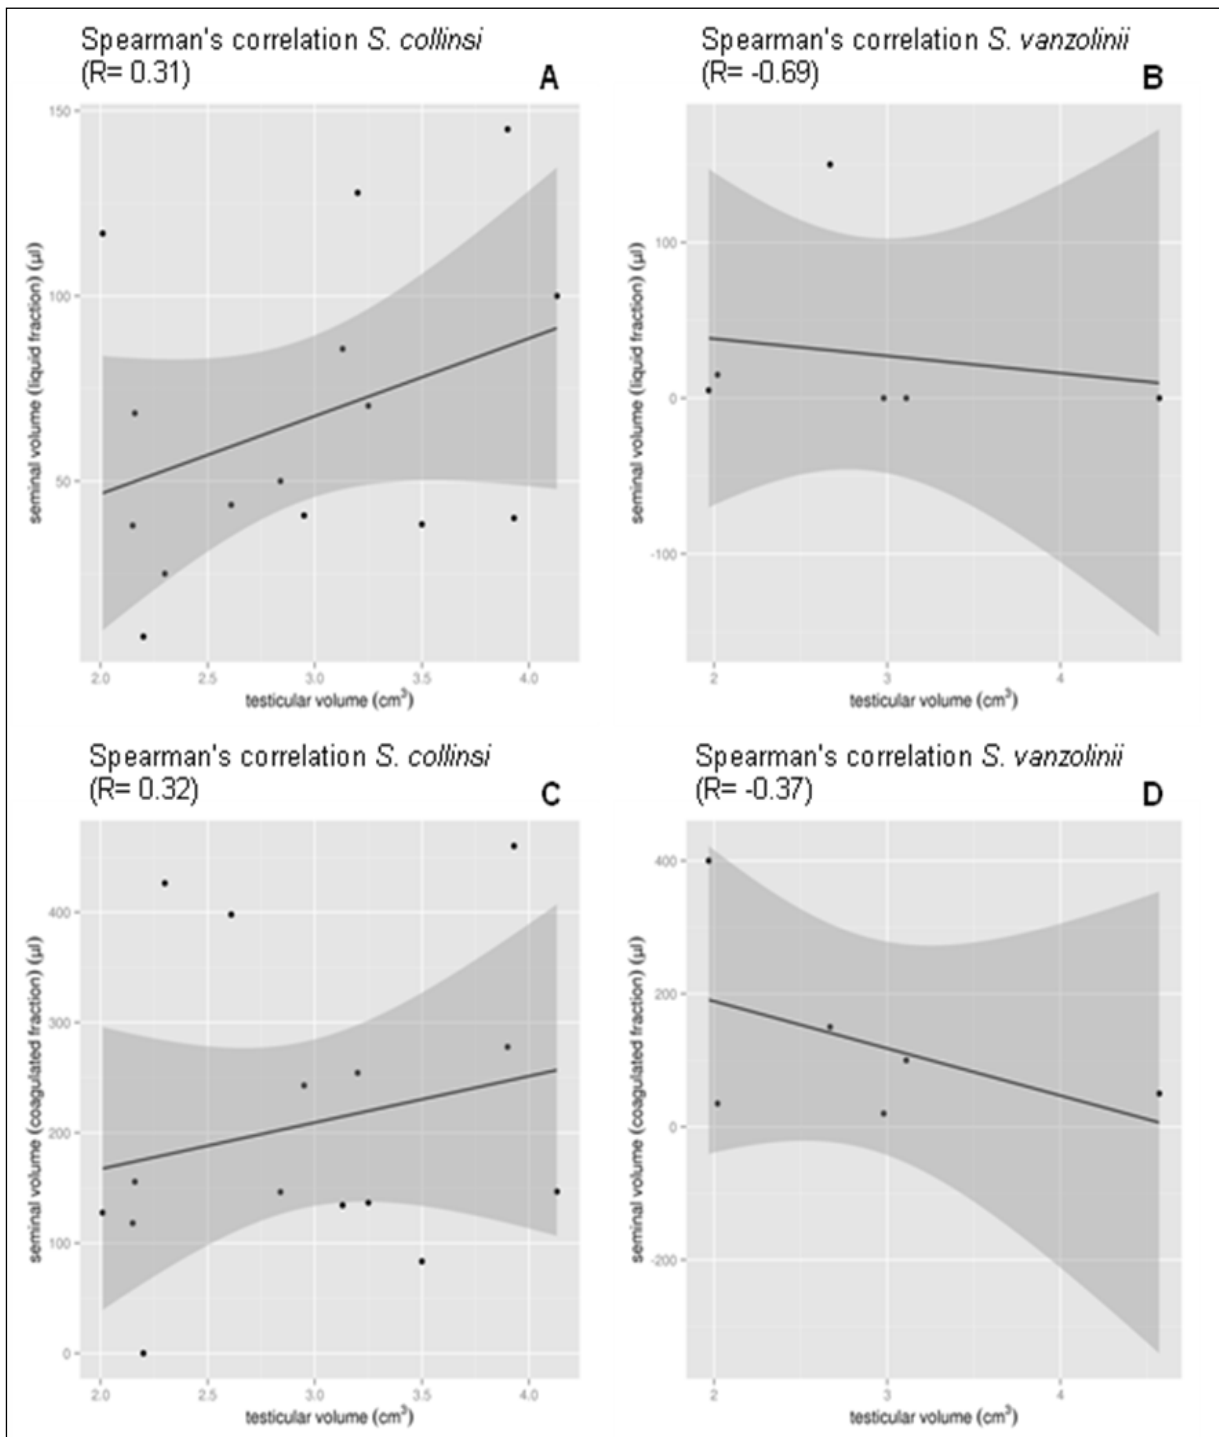 Spearman's correlation S. collinsi
(R= 0.31) A
150
100
50
seminal volume (liquid fraction) (µl)
2.0 2.5 3.0 3.5 4.0
testicular volume (cm³)
Spearman's correlation S. vanzolinii
(R= -0.69) B
100
0
-100
seminal volume (liquid fraction) (µl)
2 3 4
testicular volume (cm³)
Spearman's correlation S. collinsi
(R= 0.32) C
400
300
200
100
0
seminal volume (coagulated fraction) (µl)
2.0 2.5 3.0 3.5 4.0
testicular volume (cm³)
Spearman's correlation S. vanzolinii
(R= -0.37) D
400
200
0
-200
seminal volume (coagulated fraction) (µl)
2 3 4
testicular volume (cm³)